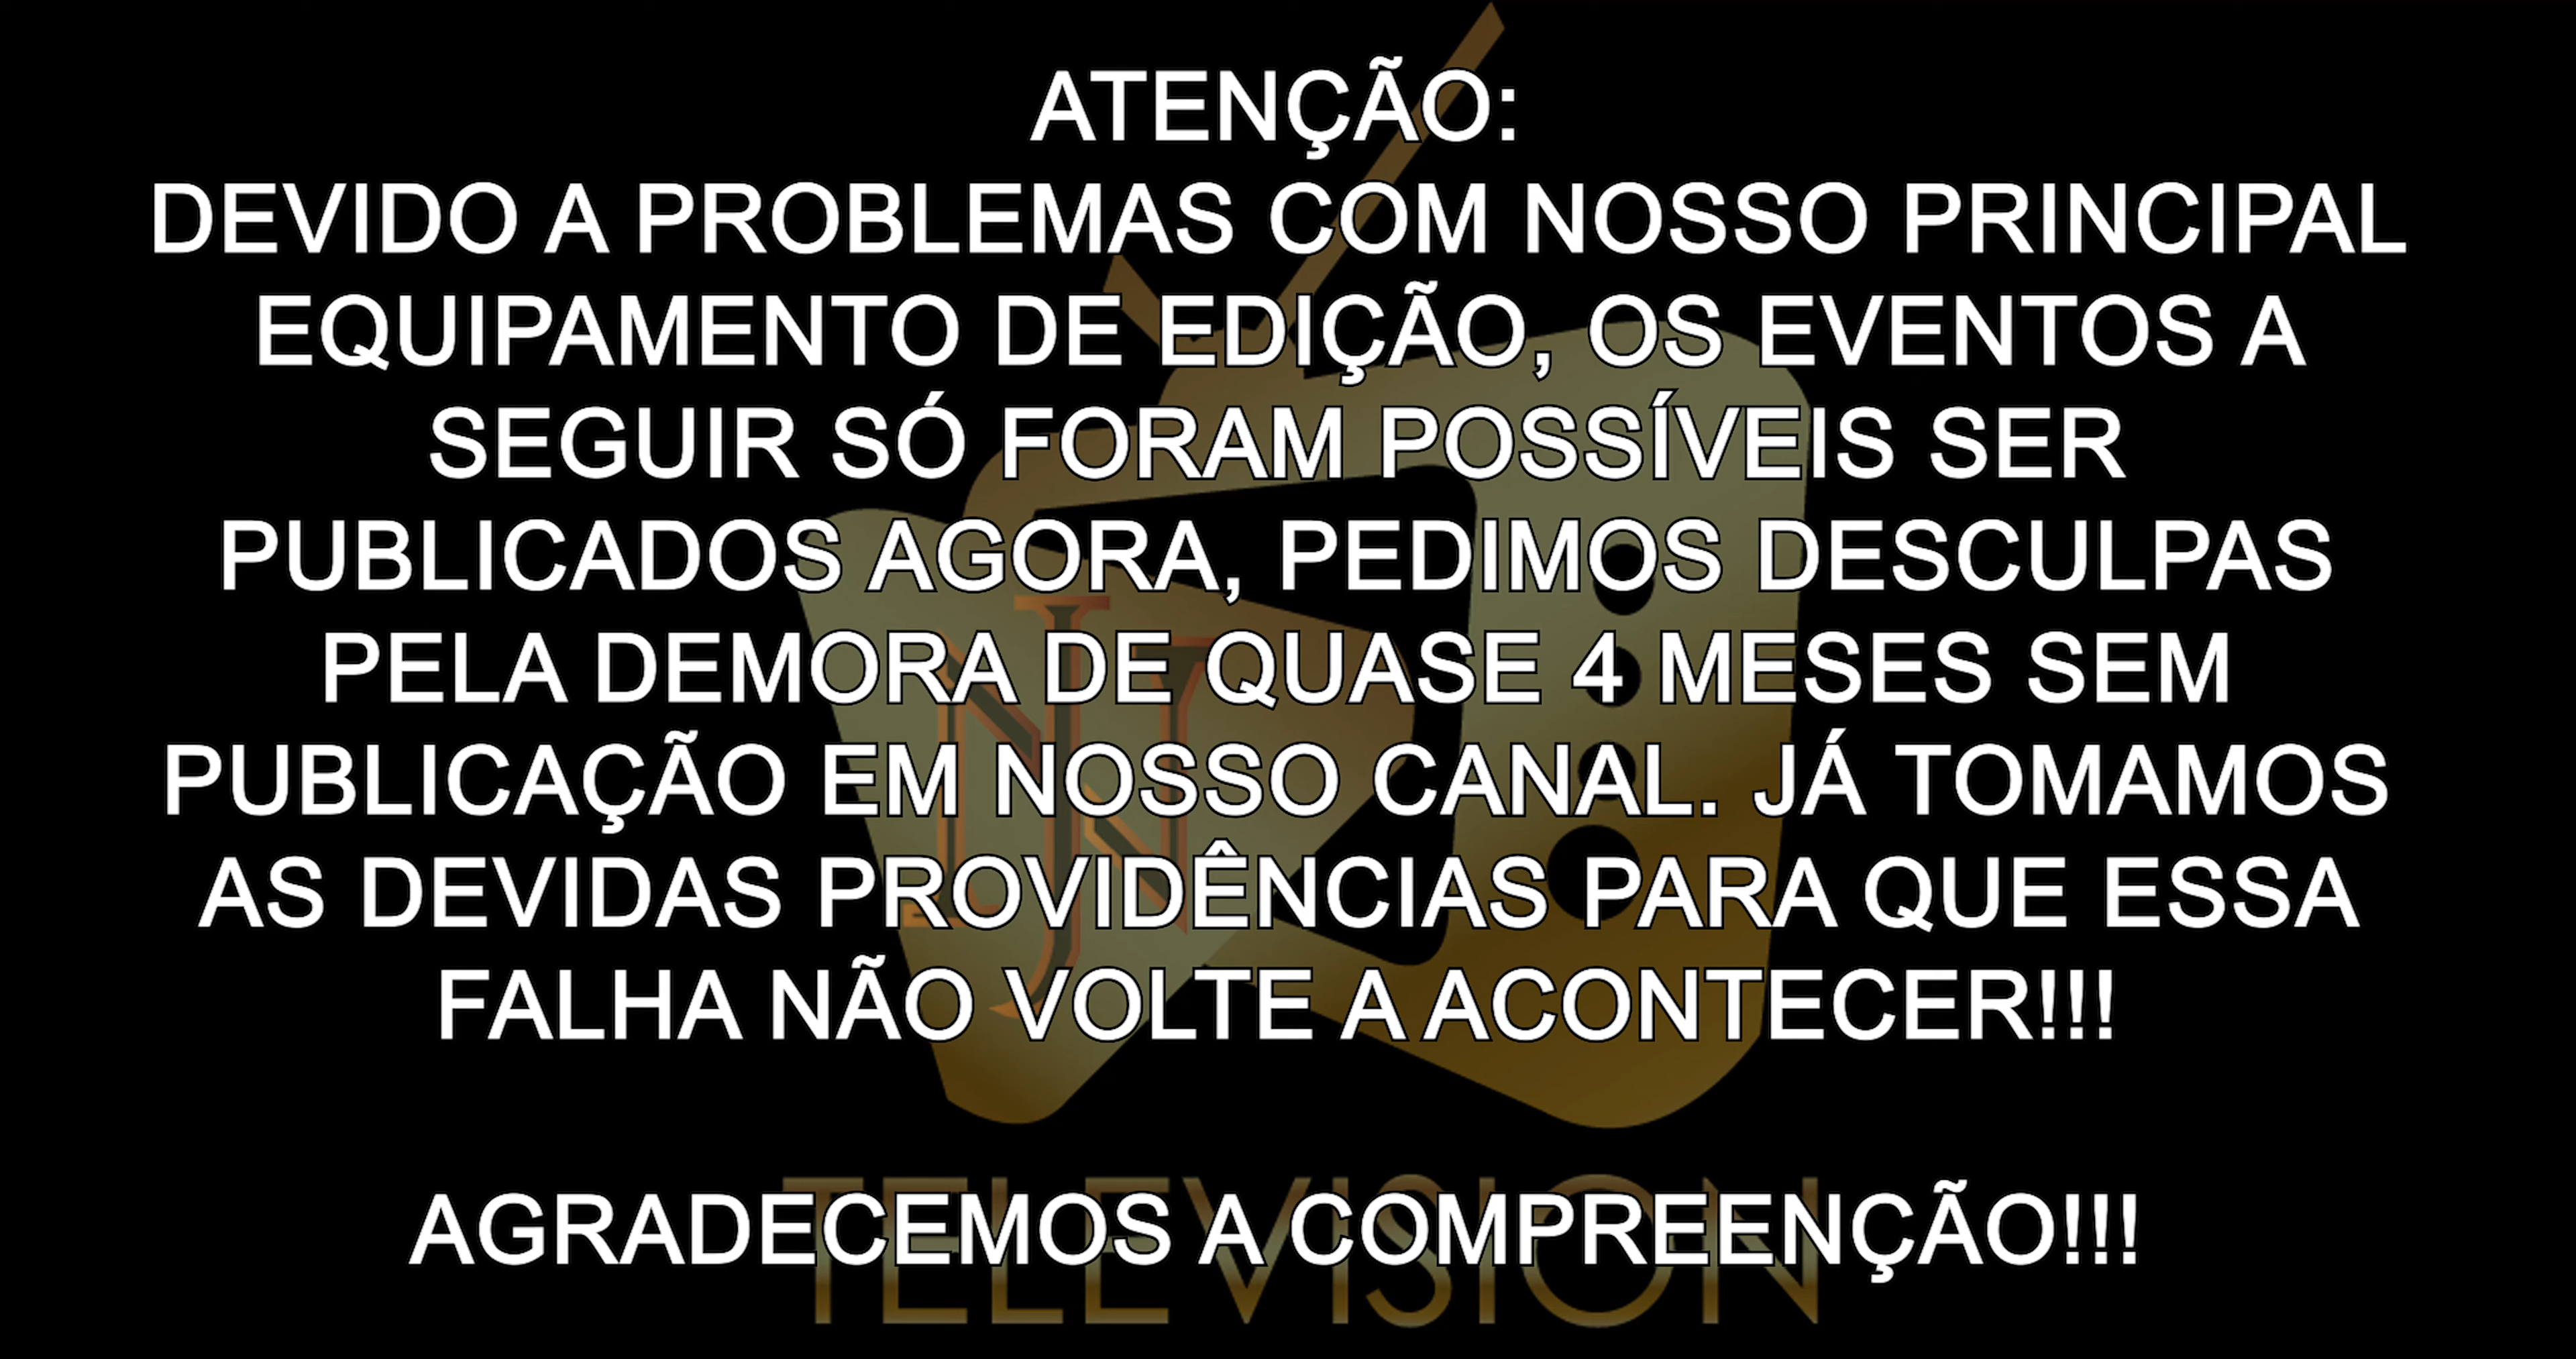 ATENÇÃO:
DEVIDO A PROBLEMAS COM NOSSO PRINCIPAL
EQUIPAMENTO DE EDIÇÃO, OS EVENTOS A
SEGUIR SÓ FORAM POSSÍVEIS SER
PUBLICADOS AGORA, PEDIMOS DESCULPAS
PELA DEMORA DE QUASE 4 MESES SEM
PUBLICAÇÃO EM NOSSO CANAL. JÁ TOMAMOS
AS DEVIDAS PROVIDÊNCIAS PARA QUE ESSA
FALHA NÃO VOLTE A ACONTECER!!!
AGRADECEMOS A COMPREENÇÃO!!!
TELEVISION